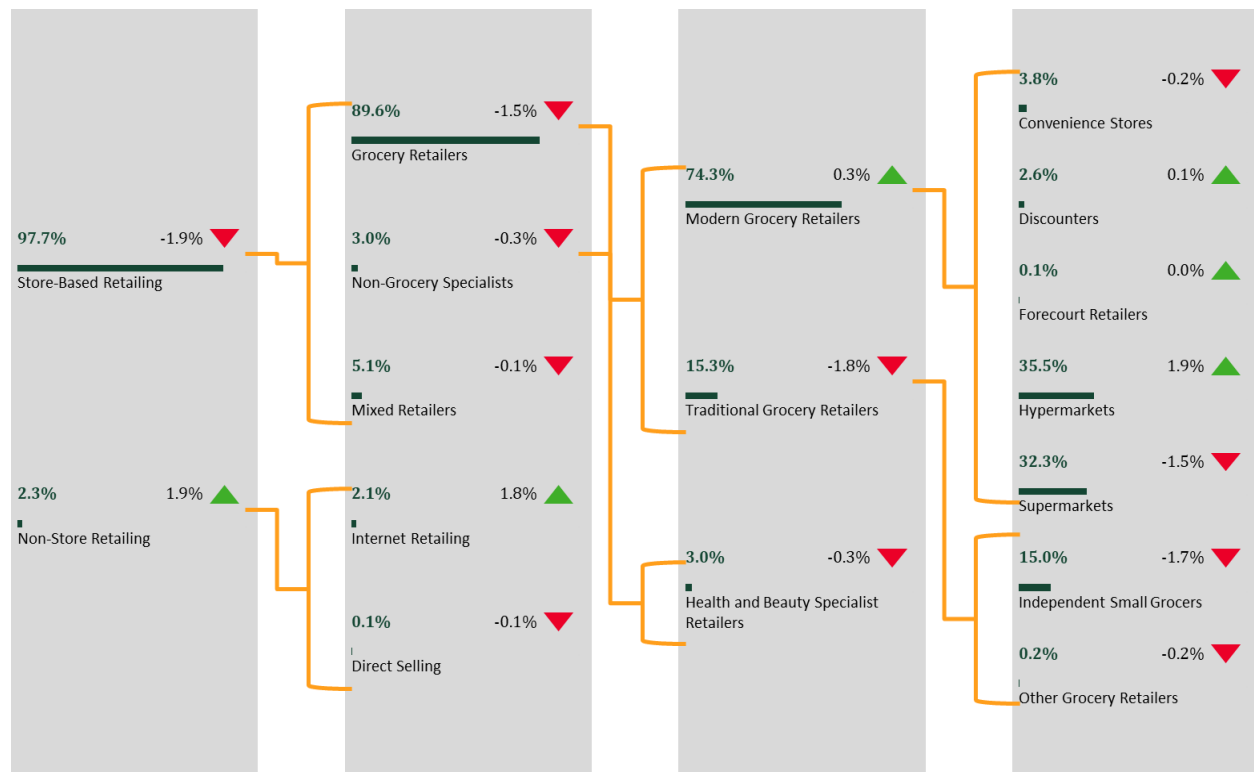 97.7% -1.9%
Store-Based Retailing
2.3% 1.9%
Non-Store Retailing
89.6% -1.5%
Grocery Retailers
3.0% -0.3%
Non-Grocery Specialists
5.1% -0.1%
Mixed Retailers
2.1% 1.8%
Internet Retailing
0.1% -0.1%
Direct Selling
74.3% 0.3%
Modern Grocery Retailers
15.3% -1.8%
Traditional Grocery Retailers
3.0% -0.3%
Health and Beauty Specialist
Retailers
3.8% -0.2%
Convenience Stores
2.6% 0.1%
Discounters
0.1% 0.0%
Forecourt Retailers
35.5% 1.9%
Hypermarkets
32.3% -1.5%
Supermarkets
15.0% -1.7%
Independent Small Grocers
0.2% -0.2%
Other Grocery Retailers